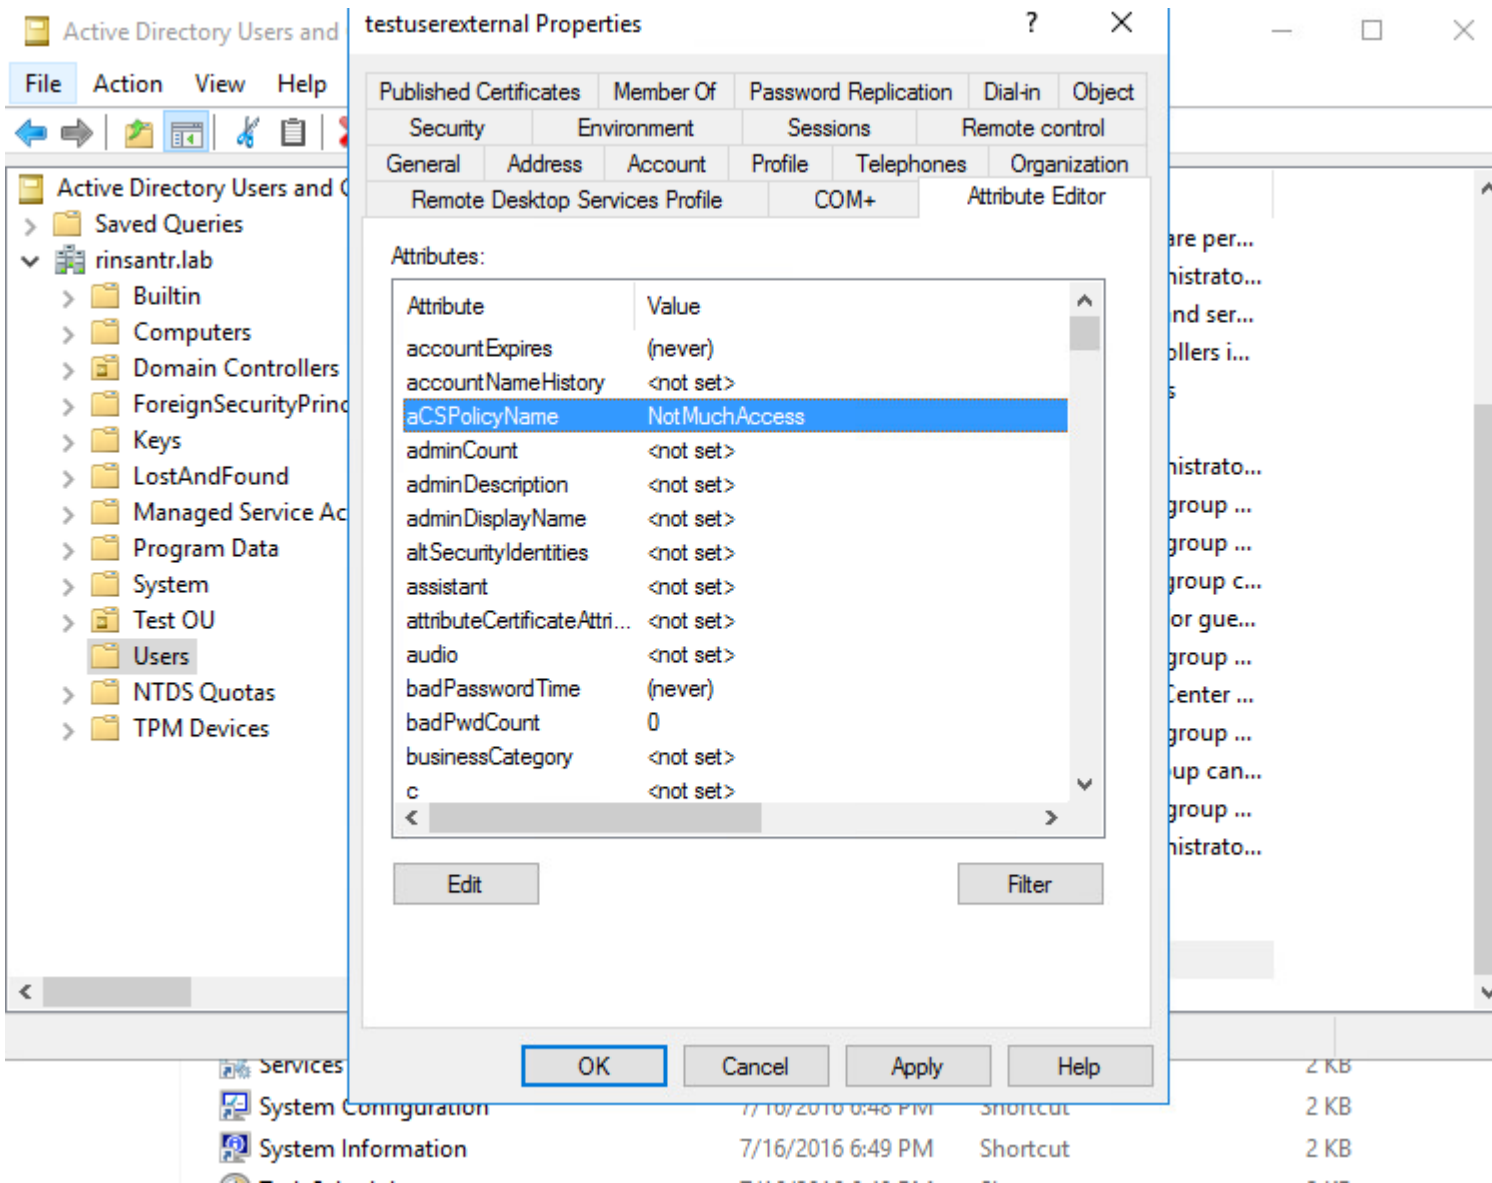 Active Directory Users and
testuserexternal Properties
?
File Action View Help
Published Certificates Member Of Password Replication Dial-in Object
Security Environment Sessions Remote control
General Address Account Profile Telephones Organization
Remote Desktop Services Profile COM+ Attribute Editor
Active Directory Users and C
Saved Queries
rinsantr.lab
Builtin
Computers
Domain Controllers
ForeignSecurityPrinc
Keys
LostAndFound
Managed Service Ac
Program Data
System
Test OU
Users
NTDS Quotas
TPM Devices
Attributes:
Attribute Value
accountExpires (never)
accountNameHistory <not set>
aCSPolicyName NotMuchAccess
adminCount <not set>
adminDescription <not set>
adminDisplayName <not set>
altSecurityIdentities <not set>
assistant <not set>
attributeCertificateAttri... <not set>
audio <not set>
badPasswordTime (never)
badPwdCount 0
businessCategory <not set>
c <not set>
Edit Filter
OK Cancel Apply Help
are per...
nistrato...
nd ser...
ollers i...
s
nistrato...
group ...
group ...
group c...
or gue...
group ...
Center ...
group ...
up can...
group ...
nistrato...
Services 2 KB
System Configuration 7/16/2016 6:48 PM Shortcut 2 KB
System Information 7/16/2016 6:49 PM Shortcut 2 KB